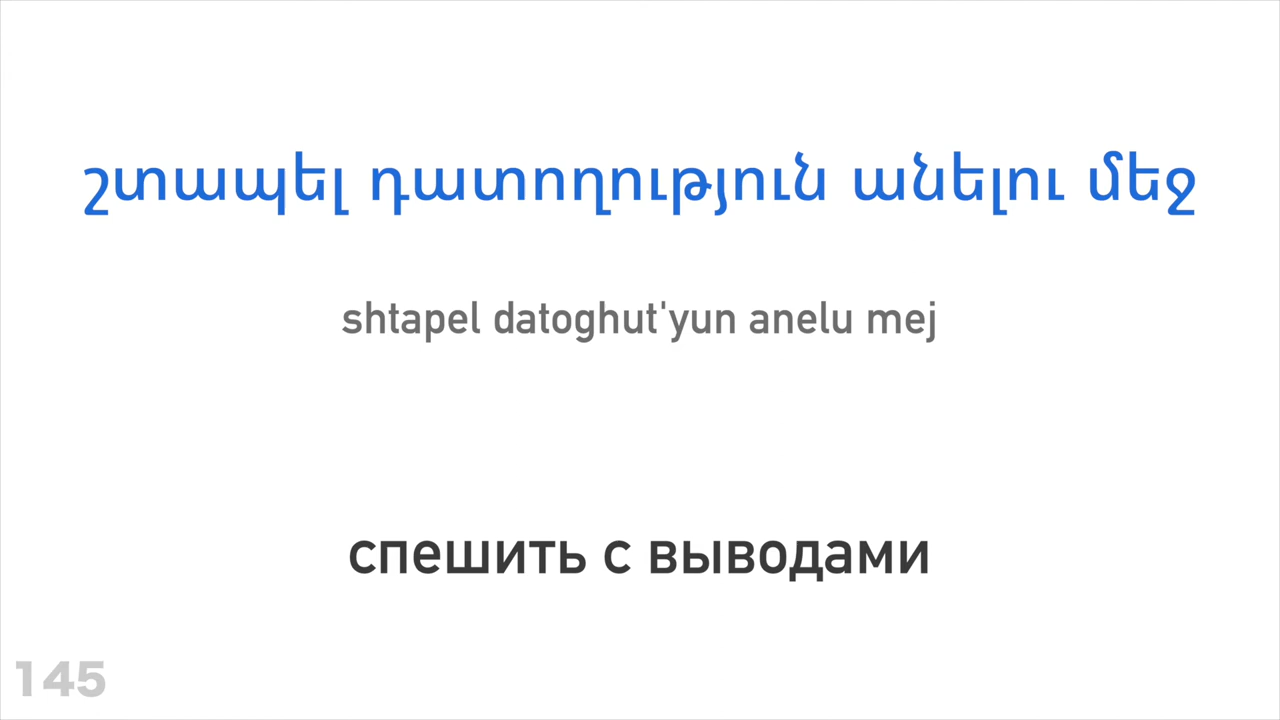 շտապել դատողություն անելու մեջ
shtapel datoghut'yun anelu mej
спешить с выводами
145